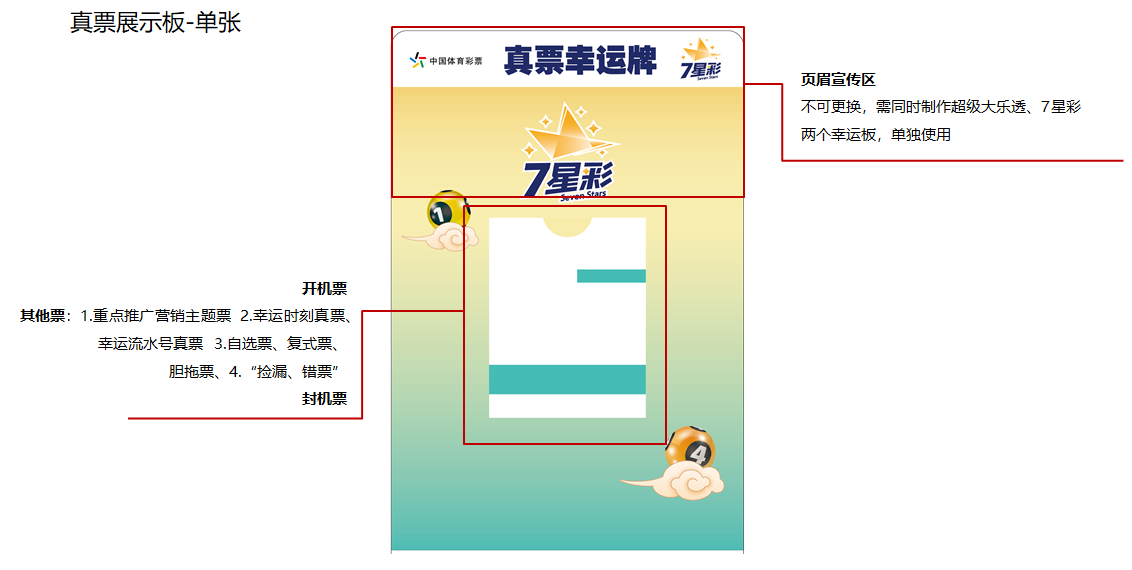 真票展示板-单张
中国体育彩票
真票幸运牌
7星彩
Seven Stars
页眉宣传区
不可更换，需同时制作超级大乐透、7星彩
两个幸运板，单独使用
7星彩
Seven Stars
1
开机票
其他票：1.重点推广营销主题票 2.幸运时刻真票、
幸运流水号真票 3.自选票、复式票、
胆拖票、4.“捡漏、错票”
封机票
4